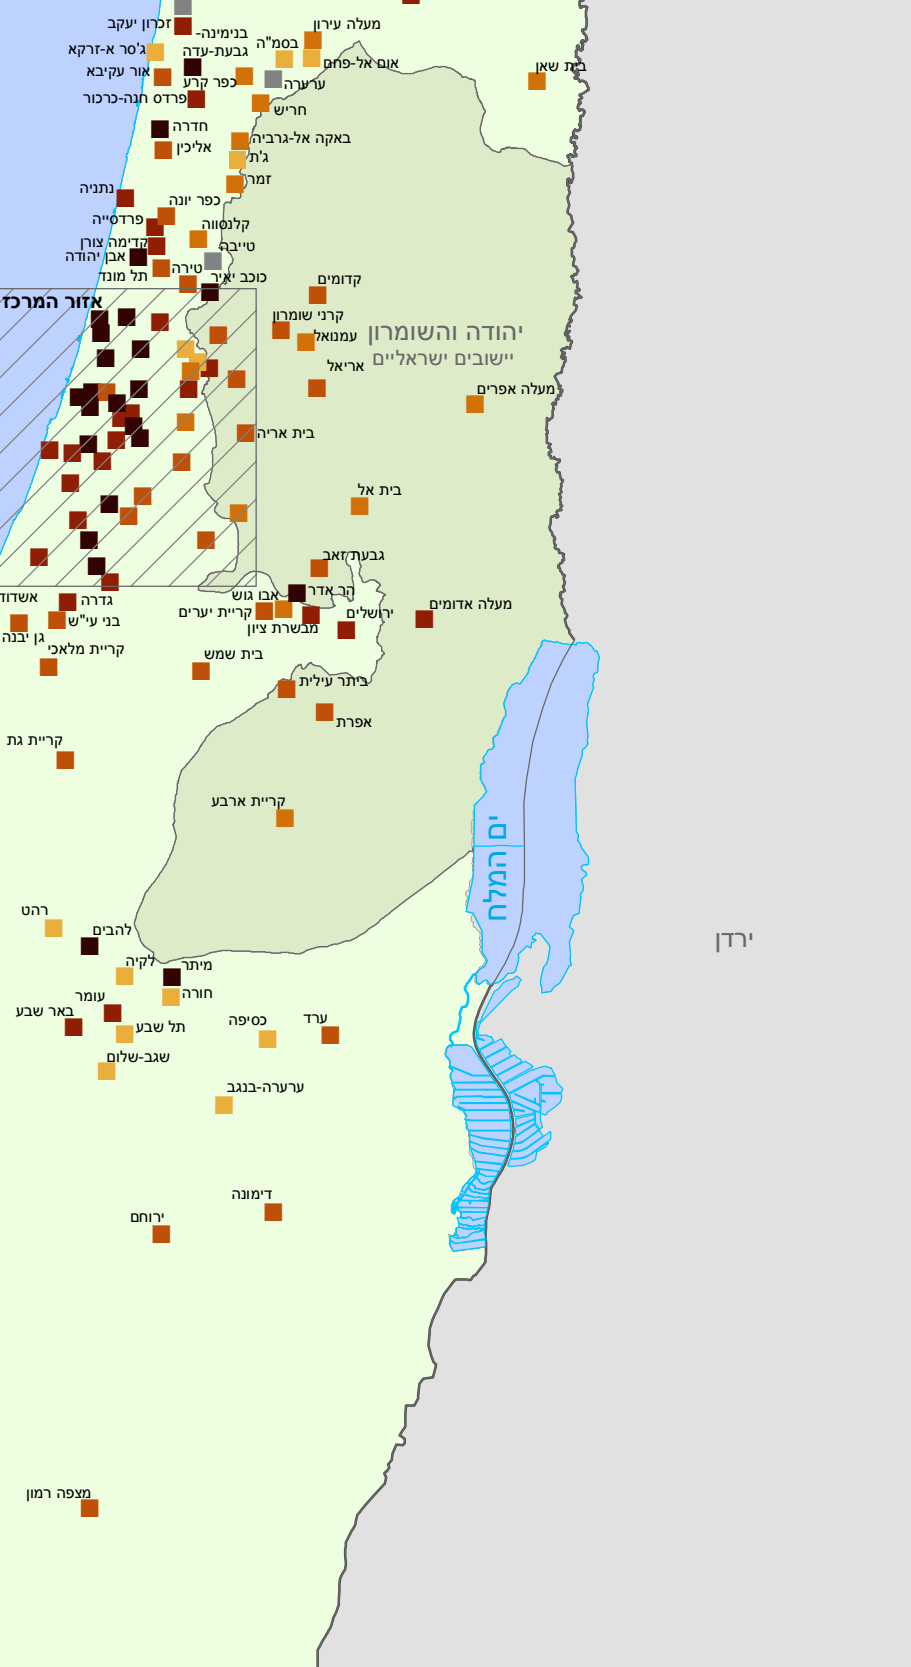 זכרון יעקב
בנימינה-
גבעת-עדה
מעלה עירון
ג'סר א-זרקא
בסמ"ה
אום אל-פחם
בית שאן
אור עקיבא
כפר קרע
ערערה
פרדס חנה-כרכור
חריש
חדרה
אליכין
באקה אל-גרביה
ג'ת
זמר
נתניה
כפר יונה
פרדסייה
קלנסווה
קדימה צורן
טייבה
אבן יהודה
תל מונד
טירה
כוכב יאיר
קדומים
אזור המרכז
קרני שומרון
עמנואל
יהודה והשומרון
יישובים ישראליים
אריאל
מעלה אפרים
בית אריה
בית אל
גבעת זאב
הר אדר
אבו גוש
קריית יערים
מבשרת ציון
ירושלים
מעלה אדומים
אשדוד
גדרה
בני עי"ש
גן יבנה
קריית מלאכי
בית שמש
ביתר עילית
אפרת
קריית גת
קריית ארבע
ים המלח
ירדן
רהט
להבים
לקיה
מיתר
חורה
עומר
באר שבע
תל שבע
כסיפה
ערד
שגב-שלום
ערערה-בנגב
דימונה
ירוחם
מצפה רמון